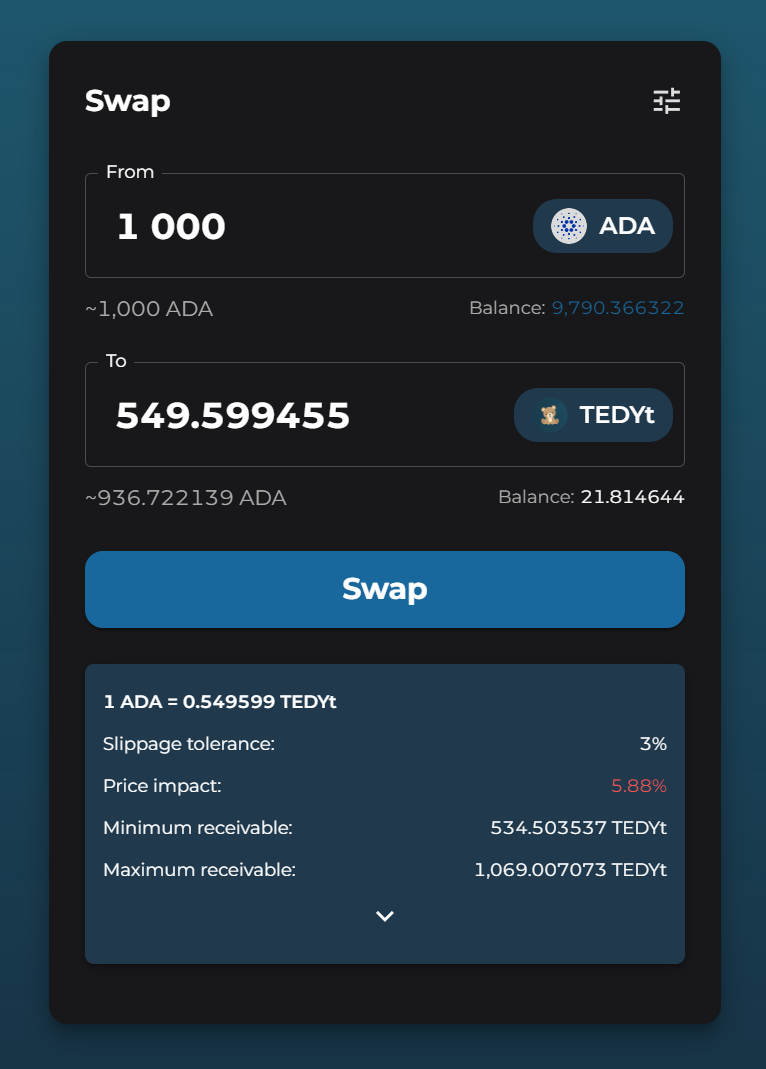 Swap
From
1 000
ADA
~1,000 ADA
Balance: 9,790.366322
To
549.599455
TEDYt
~936.722139 ADA
Balance: 21.814644
Swap
1 ADA = 0.549599 TEDYt
Slippage tolerance: 3%
Price impact: 5.88%
Minimum receivable: 534.503537 TEDYt
Maximum receivable: 1,069.007073 TEDYt